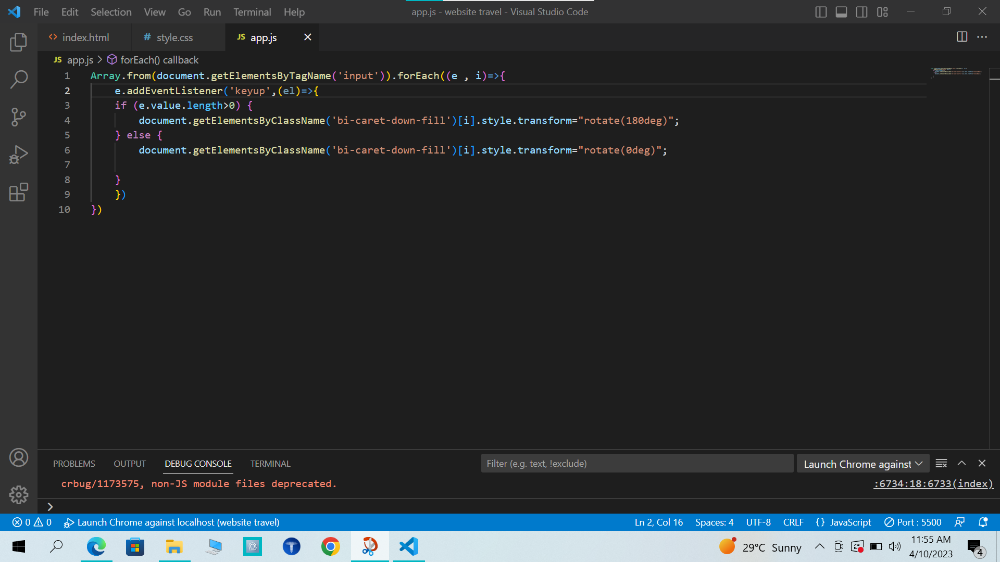 File Edit Selection View Go Run Terminal Help
app.js - website travel - Visual Studio Code
index.html
# style.css
JS app.js
JS app.js > forEach() callback
1 Array.from(document.getElementsByTagName('input')).forEach((e , i)=>{
2 e.addEventListener('keyup',(el)=>{
3 if (e.value.length>0) {
4 document.getElementsByClassName('bi-caret-down-fill')[i].style.transform="rotate(180deg)";
5 } else {
6 document.getElementsByClassName('bi-caret-down-fill')[i].style.transform="rotate(0deg)";
7
8 }
9 })
10 })
PROBLEMS OUTPUT DEBUG CONSOLE TERMINAL
Filter (e.g. text, !exclude)
Launch Chrome against
crbug/1173575, non-JS module files deprecated.
:6734:18:6733(index)
>
0 0 Launch Chrome against localhost (website travel)
Ln 2, Col 16 Spaces: 4 UTF-8 CRLF {} JavaScript Port : 5500
T
29°C Sunny
11:55 AM
4/10/2023
4